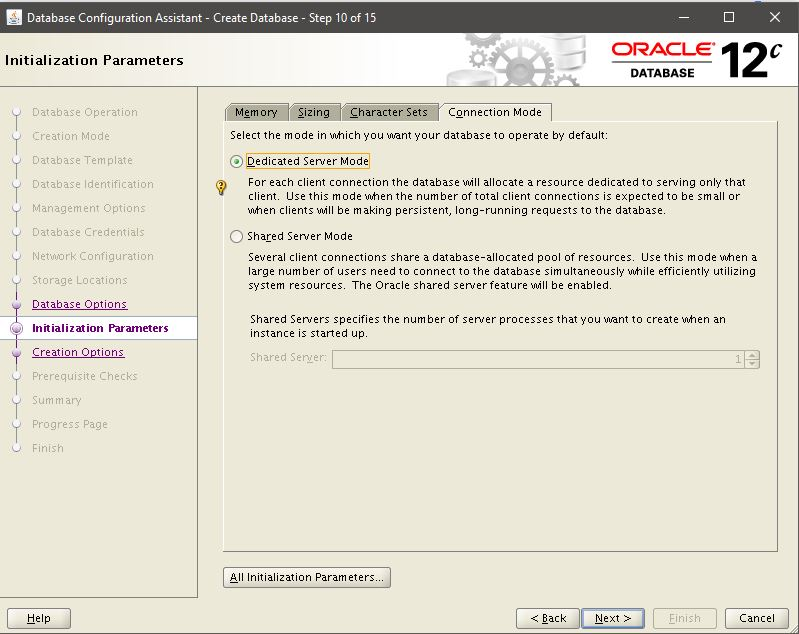 Database Configuration Assistant - Create Database - Step 10 of 15
Initialization Parameters
ORACLE
DATABASE
12c
Database Operation
Creation Mode
Database Template
Database Identification
Management Options
Database Credentials
Network Configuration
Storage Locations
Database Options
Initialization Parameters
Creation Options
Prerequisite Checks
Summary
Progress Page
Finish
Memory Sizing Character Sets Connection Mode
Select the mode in which you want your database to operate by default:
Dedicated Server Mode
For each client connection the database will allocate a resource dedicated to serving only that
client. Use this mode when the number of total client connections is expected to be small or
when clients will be making persistent, long-running requests to the database.
Shared Server Mode
Several client connections share a database-allocated pool of resources. Use this mode when a
large number of users need to connect to the database simultaneously while efficiently utilizing
system resources. The Oracle shared server feature will be enabled.
Shared Servers specifies the number of server processes that you want to create when an
instance is started up.
Shared Server: 1
All Initialization Parameters...
Help < Back Next > Finish Cancel